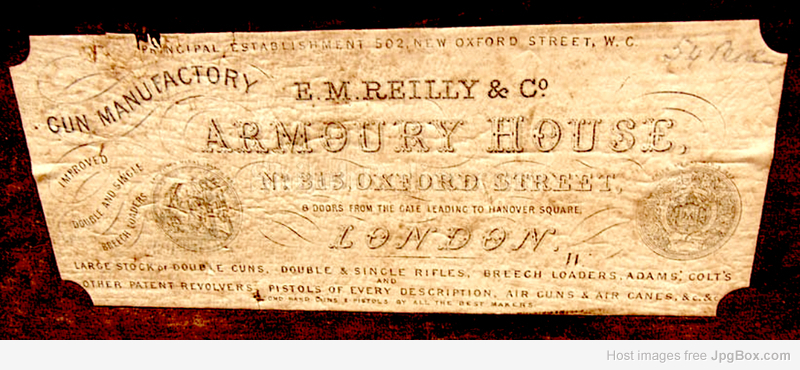 PRINCIPAL ESTABLISHMENT 502, NEW OXFORD STREET, W.C.
GUN MANUFACTORY
E.M.REILLY & Co.
ARMOURY HOUSE,
No. 315, OXFORD STREET,
6 DOORS FROM THE GATE LEADING TO HANOVER SQUARE,
LONDON.
IMPROVED
DOUBLE AND SINGLE
BREECH LOADERS
LARGE STOCK OF DOUBLE GUNS, DOUBLE & SINGLE RIFLES, BREECH LOADERS, ADAMS', COLT'S
AND
OTHER PATENT REVOLVERS, PISTOLS OF EVERY DESCRIPTION, AIR GUNS & AIR CANES, &c. &c.
SECOND HAND GUNS & PISTOLS BY ALL THE BEST MAKERS.
Host images free JpgBox.com